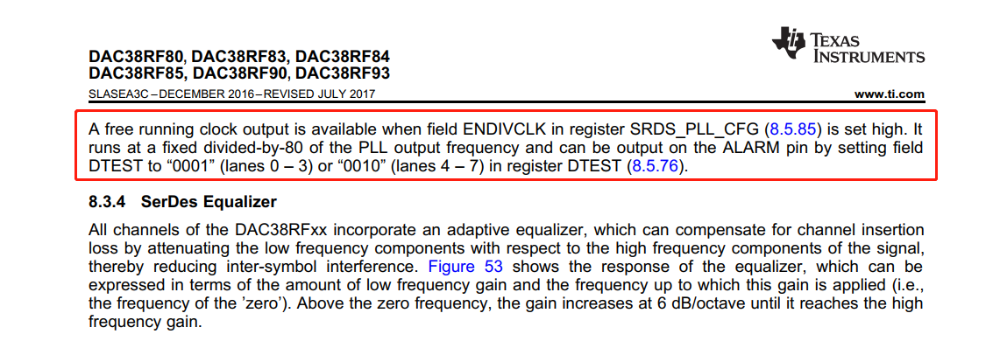 TEXAS
INSTRUMENTS
DAC38RF80, DAC38RF83, DAC38RF84
DAC38RF85, DAC38RF90, DAC38RF93
SLASEA3C – DECEMBER 2016 – REVISED JULY 2017
www.ti.com
A free running clock output is available when field ENDIVCLK in register SRDS_PLL_CFG (8.5.85) is set high. It
runs at a fixed divided-by-80 of the PLL output frequency and can be output on the ALARM pin by setting field
DTEST to “0001” (lanes 0 – 3) or “0010” (lanes 4 – 7) in register DTEST (8.5.76).
8.3.4 SerDes Equalizer
All channels of the DAC38RFxx incorporate an adaptive equalizer, which can compensate for channel insertion
loss by attenuating the low frequency components with respect to the high frequency components of the signal,
thereby reducing inter-symbol interference. Figure 53 shows the response of the equalizer, which can be
expressed in terms of the amount of low frequency gain and the frequency up to which this gain is applied (i.e.,
the frequency of the ’zero’). Above the zero frequency, the gain increases at 6 dB/octave until it reaches the high
frequency gain.